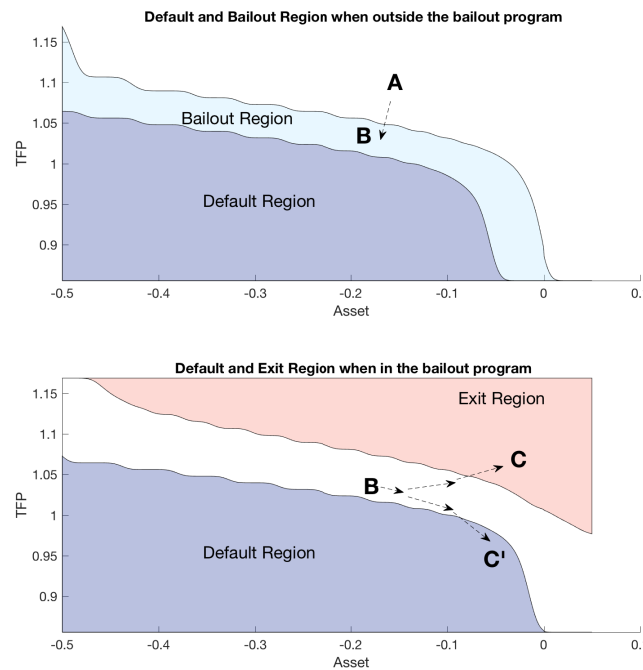 Default and Bailout Region when outside the bailout program
1.15
1.1
1.05
1
0.95
0.9
TFP
A
Bailout Region
B
Default Region
-0.5 -0.4 -0.3 -0.2 -0.1 0 0.
Asset
Default and Exit Region when in the bailout program
1.15
1.1
1.05
1
0.95
0.9
TFP
Exit Region
C
B
Default Region
C'
-0.5 -0.4 -0.3 -0.2 -0.1 0 0.
Asset